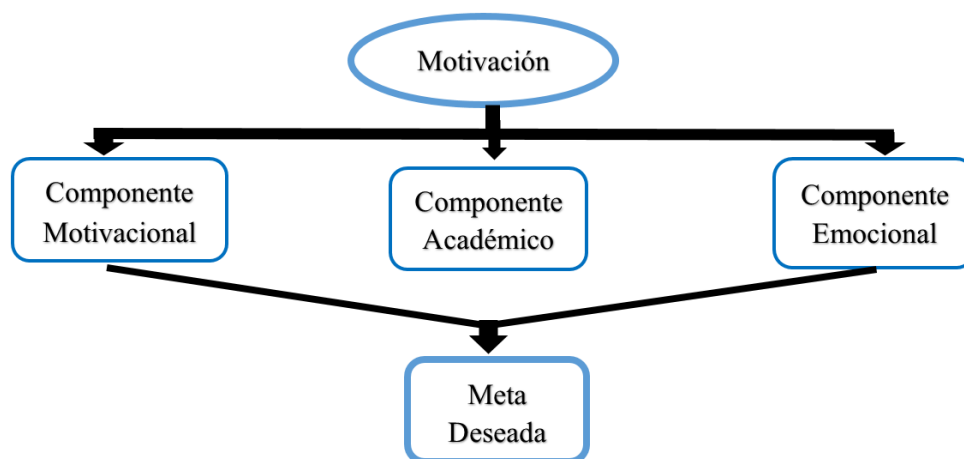 Motivación
Componente
Motivacional
Componente
Académico
Componente
Emocional
Meta
Deseada